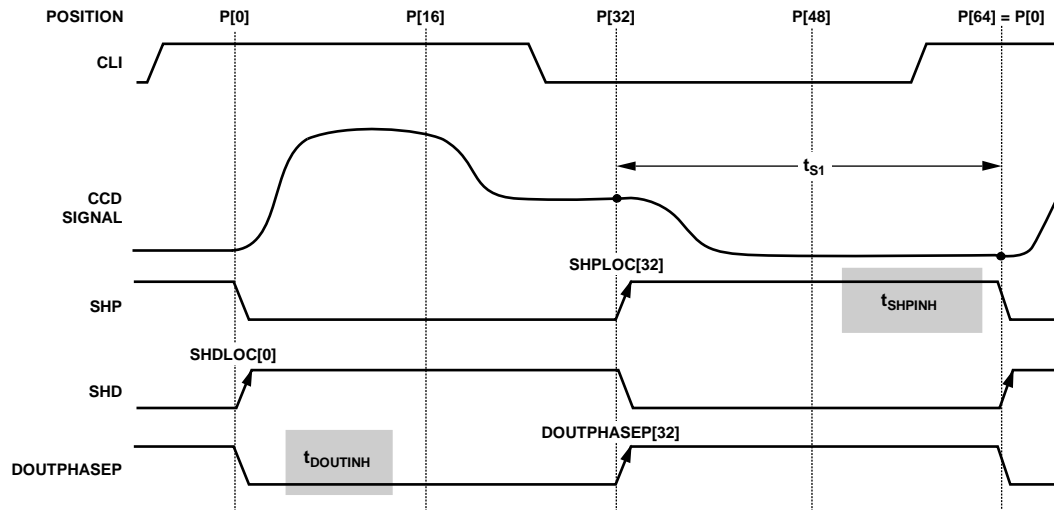 POSITION P[0] P[16] P[32] P[48] P[64] = P[0]
CLI
tS1
CCD
SIGNAL
SHPLOC[32]
SHP
tSHPINH
SHDLOC[0]
SHD
DOUTPHASEP[32]
DOUTPHASEP
tDOUTINH